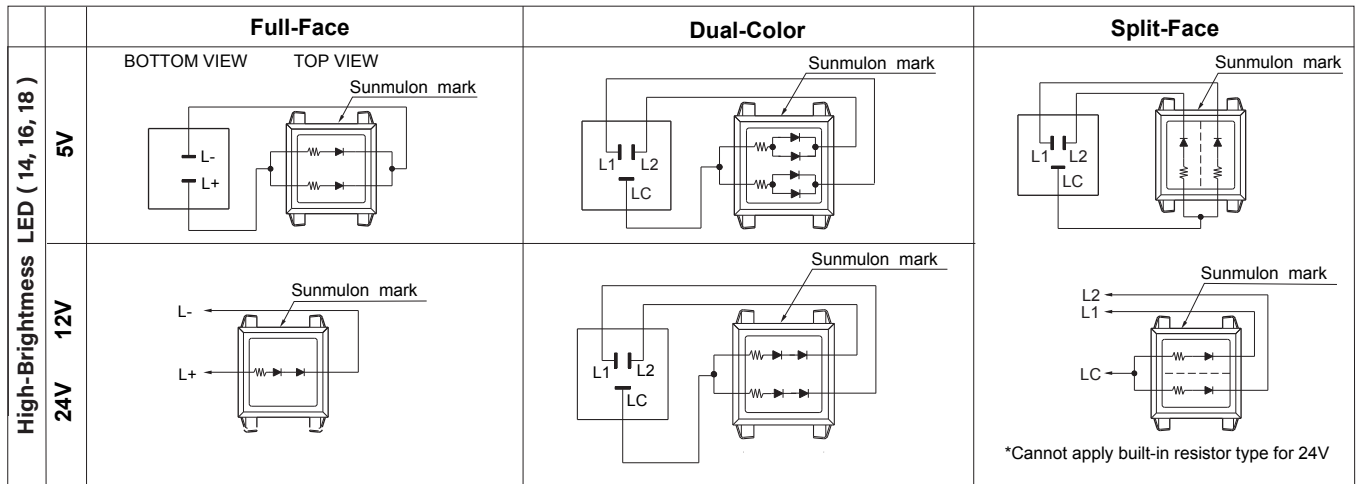 Full-Face
Dual-Color
Split-Face
High-Brightmess LED ( 14, 16, 18 )
5V
BOTTOM VIEW
TOP VIEW
Sunmulon mark
L-
L+
Sunmulon mark
L1
L2
LC
Sunmulon mark
L1
L2
LC
12V
24V
Sunmulon mark
L-
L+
Sunmulon mark
L1
L2
LC
Sunmulon mark
L2
L1
LC
*Cannot apply built-in resistor type for 24V